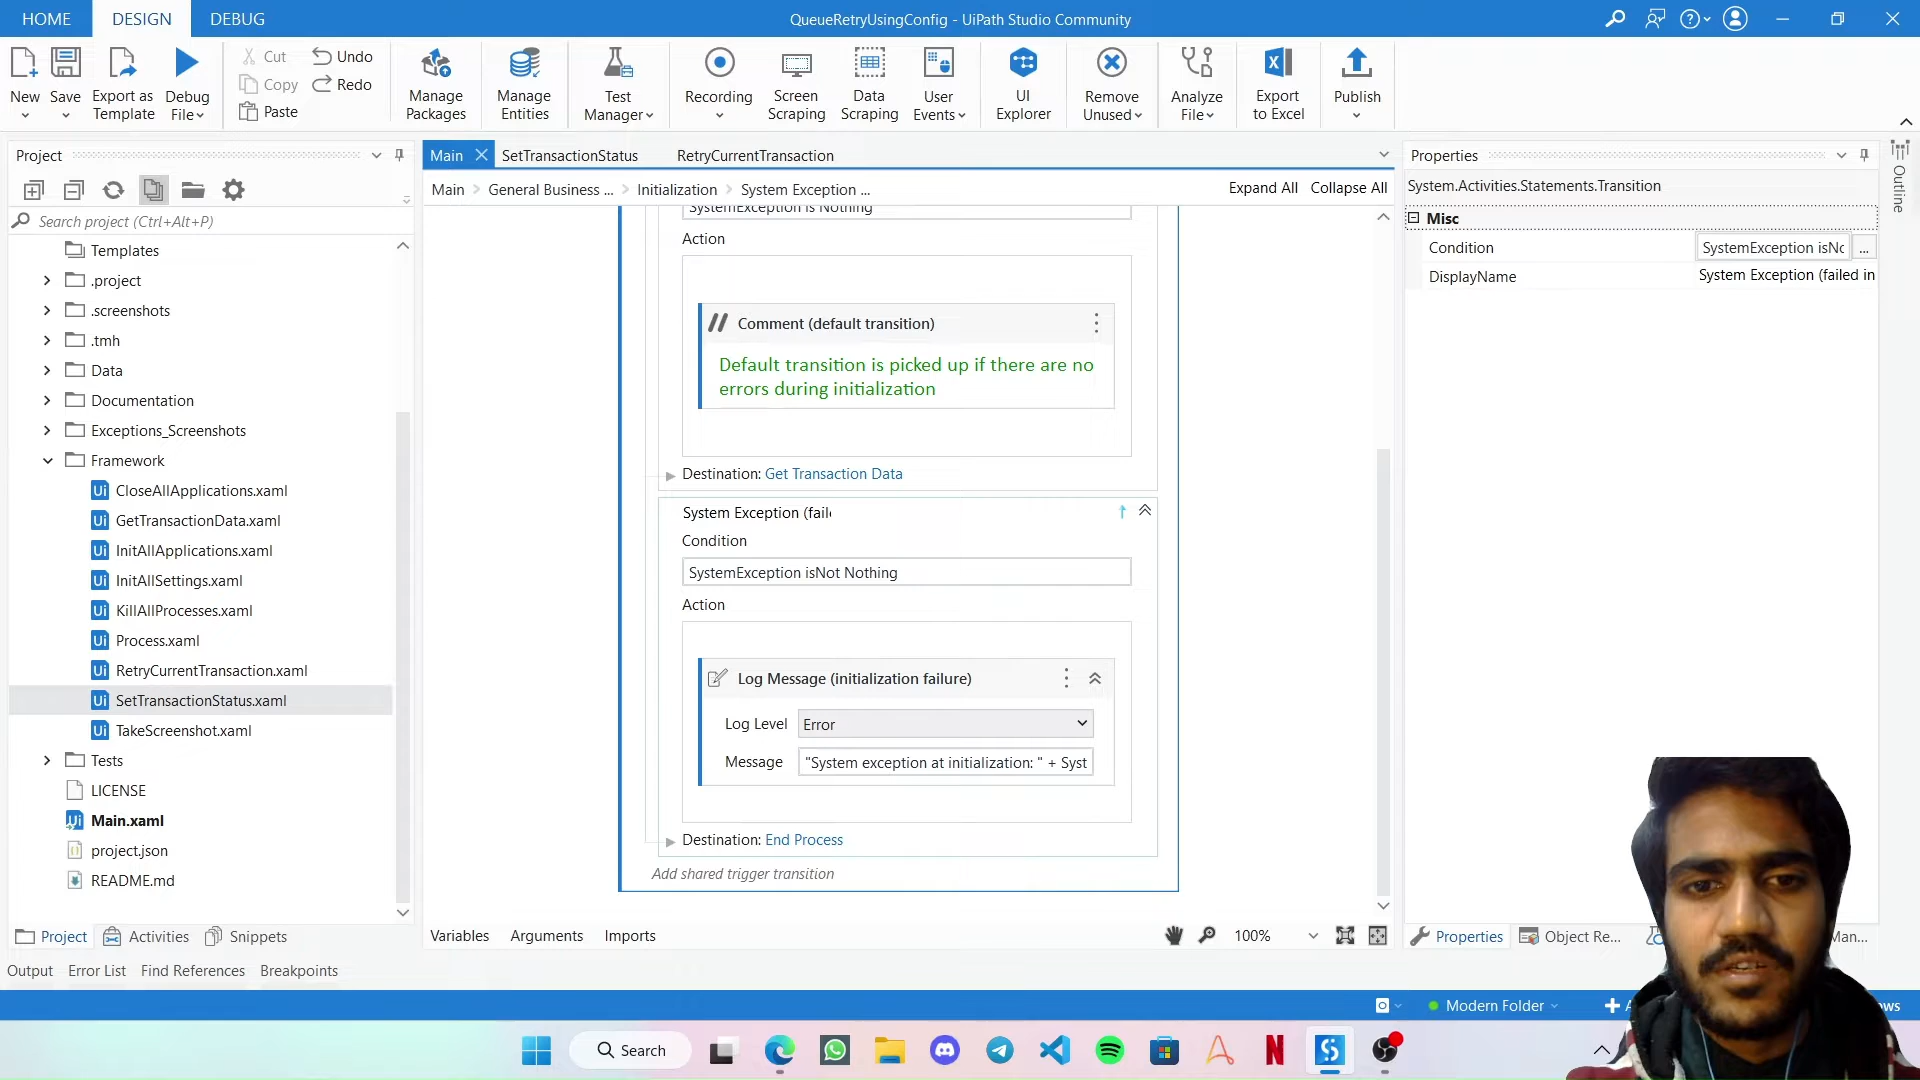 HOME DESIGN DEBUG
QueueRetryUsingConfig - UiPath Studio Community
New
Save
Export as Template
Debug File
Cut
Copy
Paste
Undo
Redo
Manage Packages
Manage Entities
Test Manager
Recording
Screen Scraping
Data Scraping
User Events
UI Explorer
Remove Unused
Analyze File
Export to Excel
Publish
Project
Search project (Ctrl+Alt+P)
Templates
.project
.screenshots
.tmh
Data
Documentation
Exceptions_Screenshots
Framework
CloseAllApplications.xaml
GetTransactionData.xaml
InitAllApplications.xaml
InitAllSettings.xaml
KillAllProcesses.xaml
Process.xaml
RetryCurrentTransaction.xaml
SetTransactionStatus.xaml
TakeScreenshot.xaml
Tests
LICENSE
Main.xaml
project.json
README.md
Project Activities Snippets
Main SetTransactionStatus RetryCurrentTransaction
Main > General Business ... > Initialization > System Exception ...
Expand All Collapse All
SystemException is Nothing
Action
Comment (default transition)
Default transition is picked up if there are no
errors during initialization
Destination: Get Transaction Data
System Exception (faile
Condition
SystemException isNot Nothing
Action
Log Message (initialization failure)
Log Level Error
Message "System exception at initialization: " + Syst
Destination: End Process
Add shared trigger transition
Variables Arguments Imports
100%
Properties
System.Activities.Statements.Transition
Misc
Condition SystemException isNo ...
DisplayName System Exception (failed in
Outline
Properties Object Re... Man...
Output Error List Find References Breakpoints
Modern Folder
ows
Search